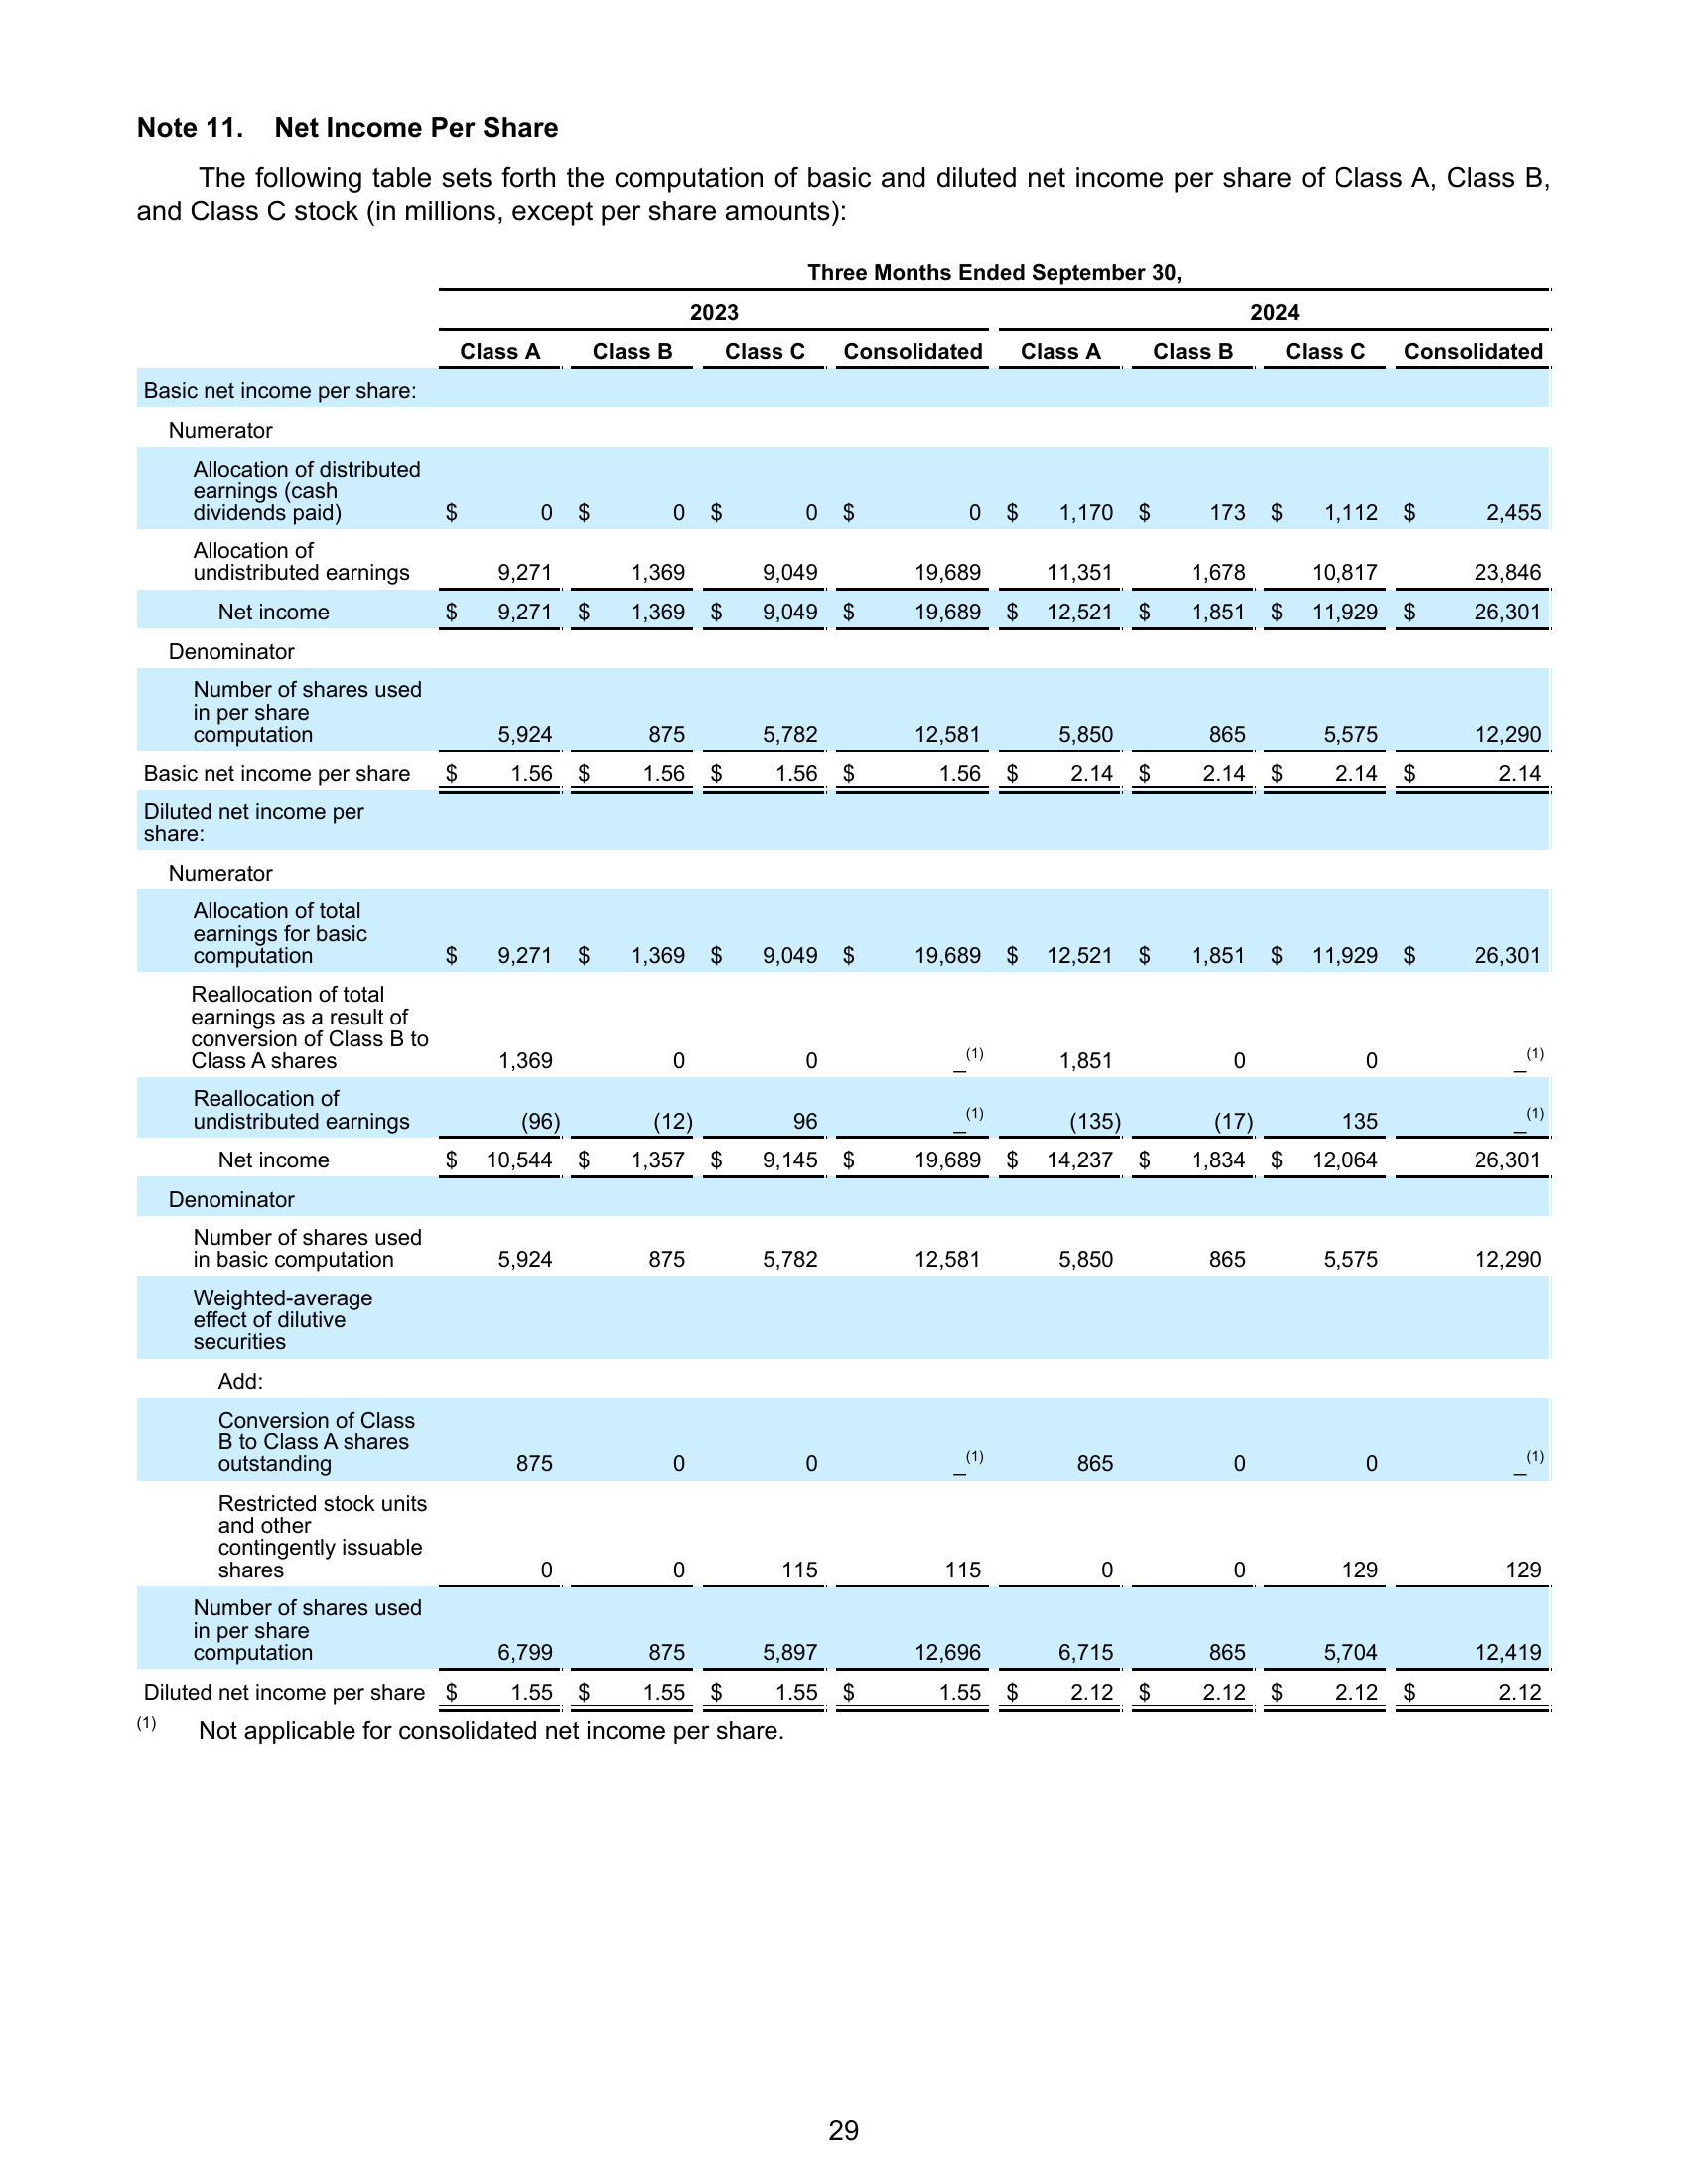 Note 11. Net Income Per Share
The following table sets forth the computation of basic and diluted net income per share of Class A, Class B,
and Class C stock (in millions, except per share amounts):
Three Months Ended September 30,
2023 2024
Class A Class B Class C Consolidated Class A Class B Class C Consolidated
Basic net income per share:
Numerator
Allocation of distributed
earnings (cash
dividends paid) $ 0 $ 0 $ 0 $ 0 $ 1,170 $ 173 $ 1,112 $ 2,455
Allocation of
undistributed earnings 9,271 1,369 9,049 19,689 11,351 1,678 10,817 23,846
Net income $ 9,271 $ 1,369 $ 9,049 $ 19,689 $ 12,521 $ 1,851 $ 11,929 $ 26,301
Denominator
Number of shares used
in per share
computation 5,924 875 5,782 12,581 5,850 865 5,575 12,290
Basic net income per share $ 1.56 $ 1.56 $ 1.56 $ 1.56 $ 2.14 $ 2.14 $ 2.14 $ 2.14
Diluted net income per
share:
Numerator
Allocation of total
earnings for basic
computation $ 9,271 $ 1,369 $ 9,049 $ 19,689 $ 12,521 $ 1,851 $ 11,929 $ 26,301
Reallocation of total
earnings as a result of
conversion of Class B to
Class A shares 1,369 0 0 _(1) 1,851 0 0 _(1)
Reallocation of
undistributed earnings (96) (12) 96 _(1) (135) (17) 135 _(1)
Net income $ 10,544 $ 1,357 $ 9,145 $ 19,689 $ 14,237 $ 1,834 $ 12,064 26,301
Denominator
Number of shares used
in basic computation 5,924 875 5,782 12,581 5,850 865 5,575 12,290
Weighted-average
effect of dilutive
securities
Add:
Conversion of Class
B to Class A shares
outstanding 875 0 0 _(1) 865 0 0 _(1)
Restricted stock units
and other
contingently issuable
shares 0 0 115 115 0 0 129 129
Number of shares used
in per share
computation 6,799 875 5,897 12,696 6,715 865 5,704 12,419
Diluted net income per share $ 1.55 $ 1.55 $ 1.55 $ 1.55 $ 2.12 $ 2.12 $ 2.12 $ 2.12
(1) Not applicable for consolidated net income per share.
29